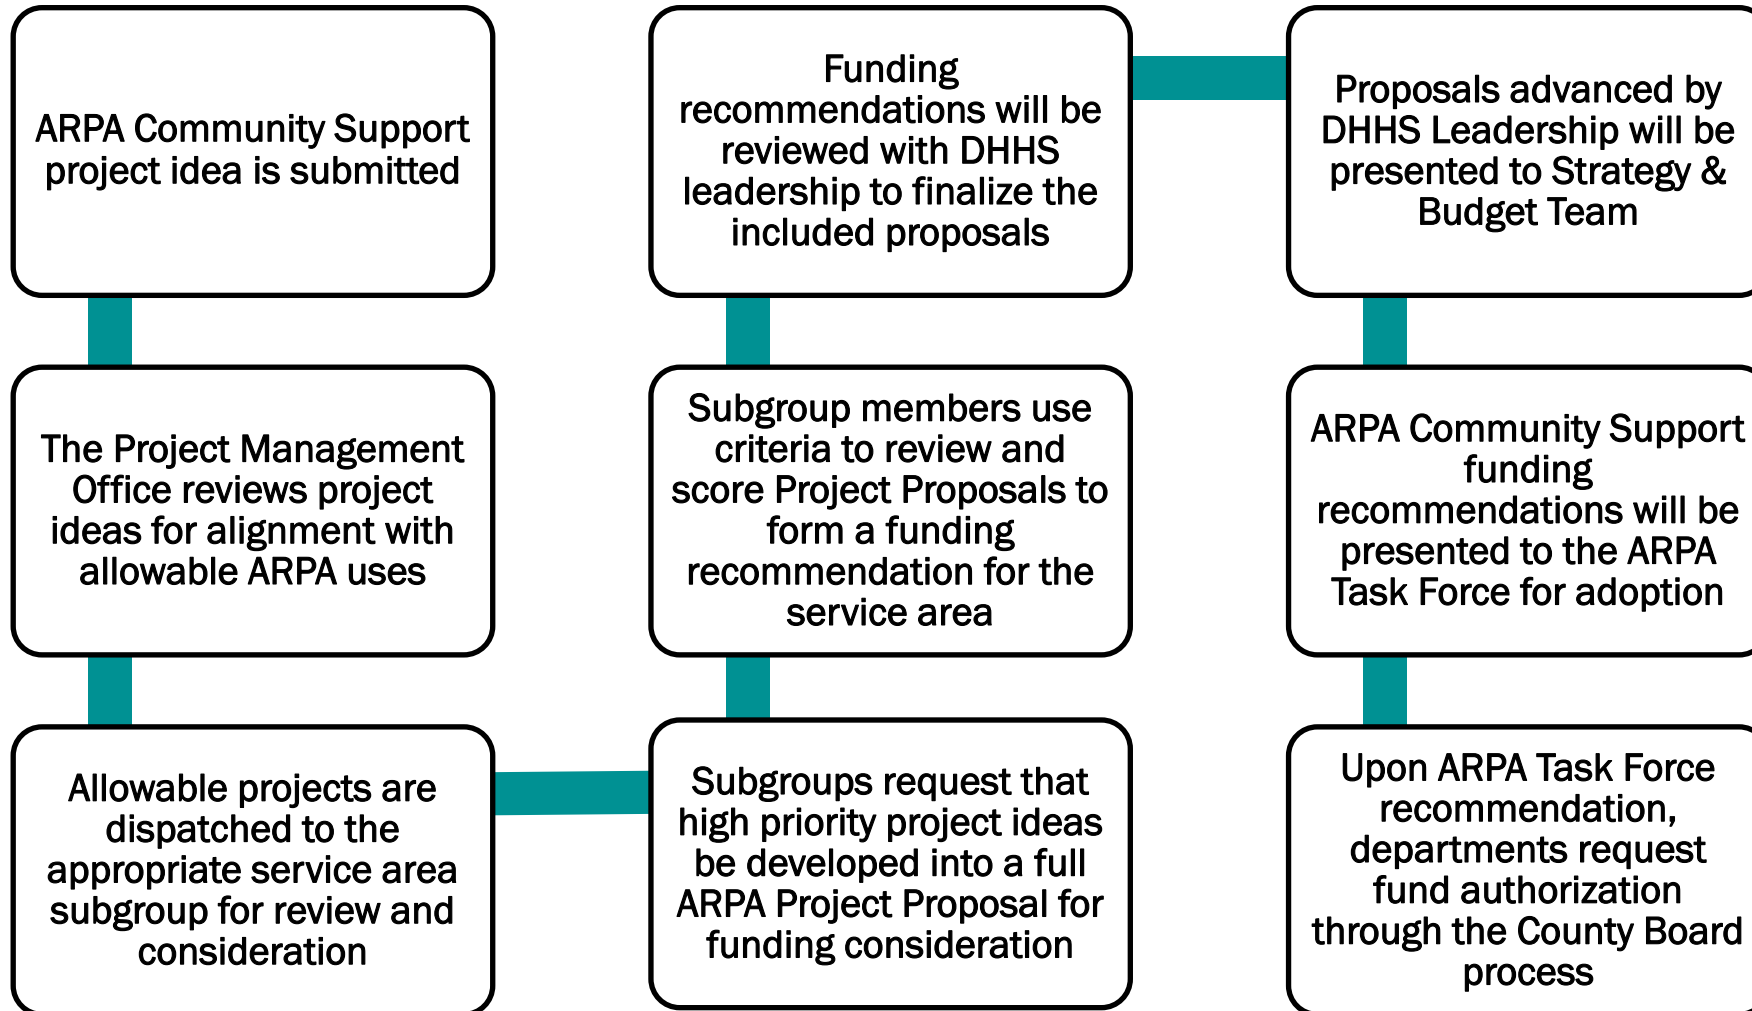 ARPA Community Support
project idea is submitted
The Project Management
Office reviews project
ideas for alignment with
allowable ARPA uses
Allowable projects are
dispatched to the
appropriate service area
subgroup for review and
consideration
Subgroups request that
high priority project ideas
be developed into a full
ARPA Project Proposal for
funding consideration
Subgroup members use
criteria to review and
score Project Proposals to
form a funding
recommendation for the
service area
Funding
recommendations will be
reviewed with DHHS
leadership to finalize the
included proposals
Proposals advanced by
DHHS Leadership will be
presented to Strategy &
Budget Team
ARPA Community Support
funding
recommendations will be
presented to the ARPA
Task Force for adoption
Upon ARPA Task Force
recommendation,
departments request
fund authorization
through the County Board
process